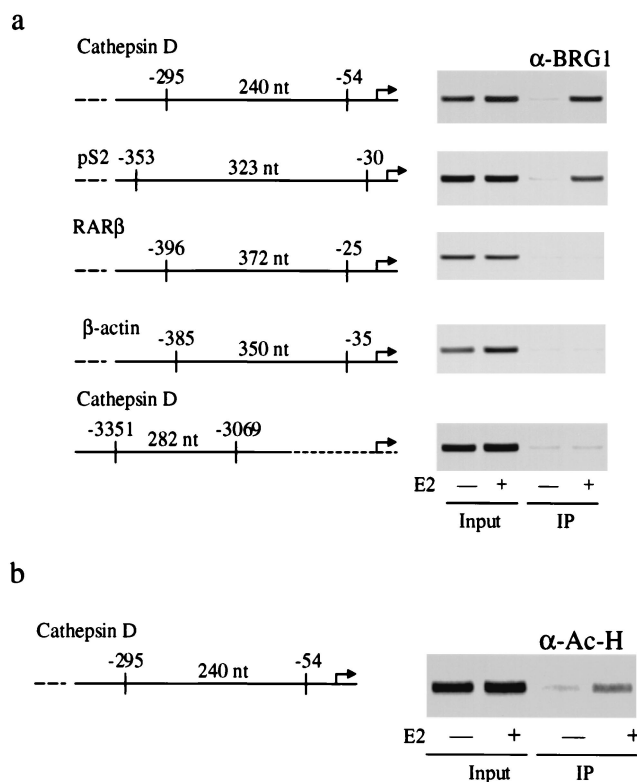 a
Cathepsin D
α-BRG1
-295 240 nt -54
pS2
-353 323 nt -30
RARβ
-396 372 nt -25
β-actin
-385 350 nt -35
Cathepsin D
-3351 282 nt -3069
E2 — + — +
Input IP
b
Cathepsin D
α-Ac-H
-295 240 nt -54
E2 — + — +
Input IP